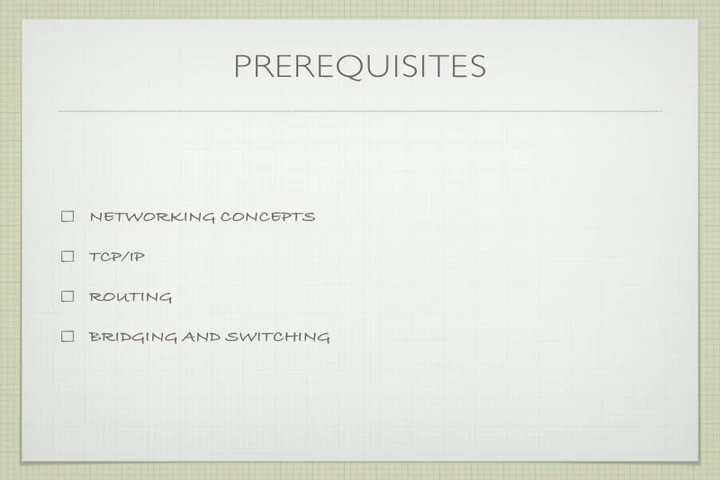 PREREQUISITES
NETWORKING CONCEPTS
TCP/IP
ROUTING
BRIDGING AND SWITCHING